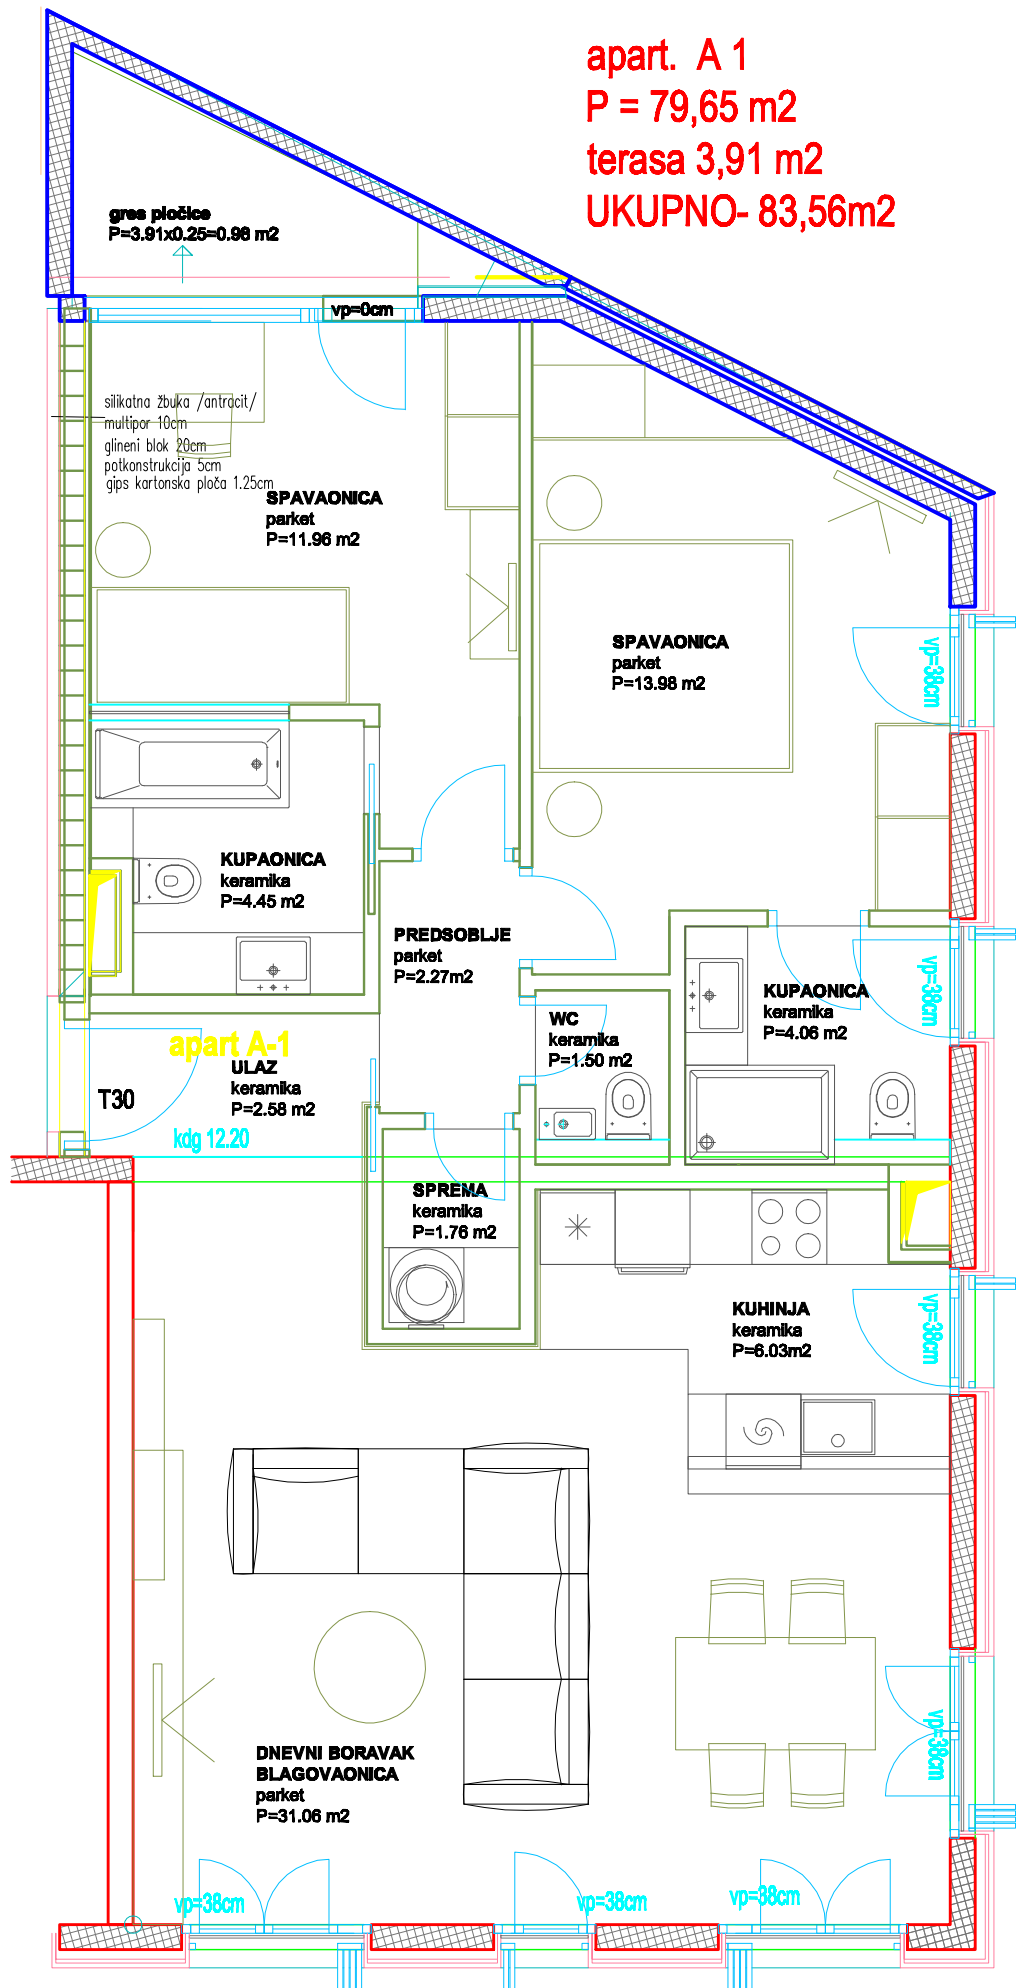 apart. A 1
P = 79,65 m2
terasa 3,91 m2
UKUPNO- 83,56m2
gres pločice
P=3.91x0.25=0.98 m2
vp=0cm
silikatna žbuka /antracit/
multipor 10cm
glineni blok 20cm
potkonstrukcija 5cm
gips kartonska ploča 1.25cm
SPAVAONICA
parket
P=11.96 m2
SPAVAONICA
parket
P=13.98 m2
vp=38cm
KUPAONICA
keramika
P=4.45 m2
PREDSOBLJE
parket
P=2.27m2
KUPAONICA
keramika
P=4.06 m2
vp=38cm
WC
keramika
P=1.50 m2
apart A-1
ULAZ
keramika
P=2.58 m2
T30
kdg 12.20
SPREMA
keramika
P=1.76 m2
KUHINJA
keramika
P=6.03m2
vp=38cm
DNEVNI BORAVAK
BLAGOVAONICA
parket
P=31.06 m2
vp=38cm
vp=38cm
vp=38cm
vp=38cm